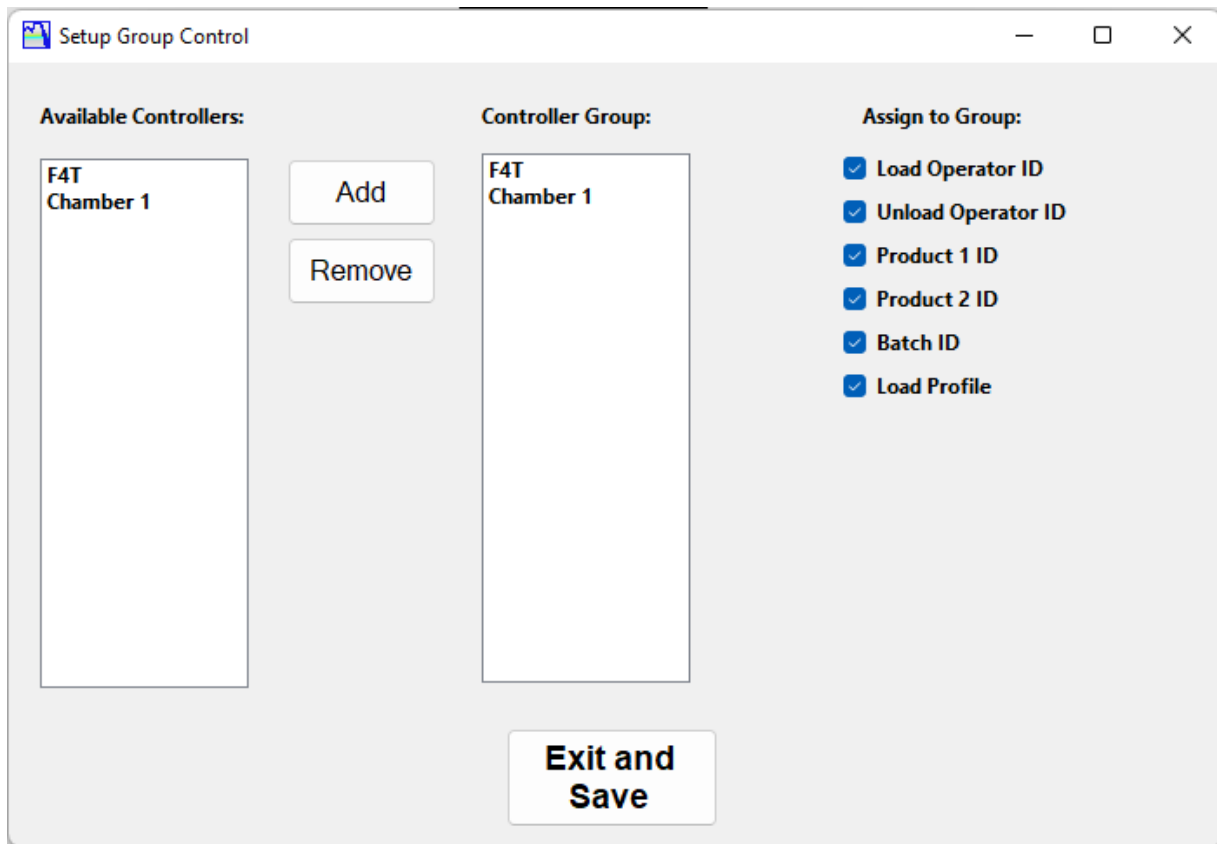 Setup Group Control
Available Controllers:
F4T
Chamber 1
Add
Remove
Controller Group:
F4T
Chamber 1
Assign to Group:
Load Operator ID
Unload Operator ID
Product 1 ID
Product 2 ID
Batch ID
Load Profile
Exit and
Save